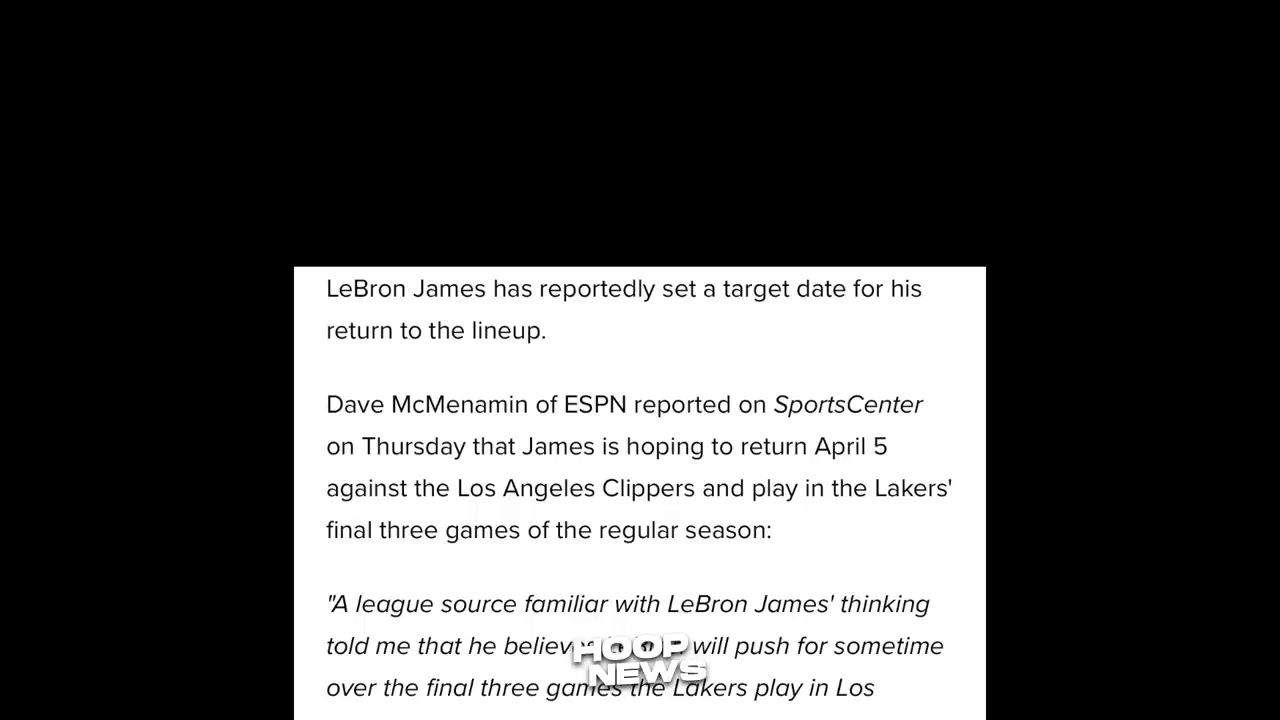 LeBron James has reportedly set a target date for his
return to the lineup.
Dave McMenamin of ESPN reported on SportsCenter
on Thursday that James is hoping to return April 5
against the Los Angeles Clippers and play in the Lakers'
final three games of the regular season:
"A league source familiar with LeBron James' thinking
told me that he will push for sometime
over the final three games the Lakers play in Los
HOOP
NEWS